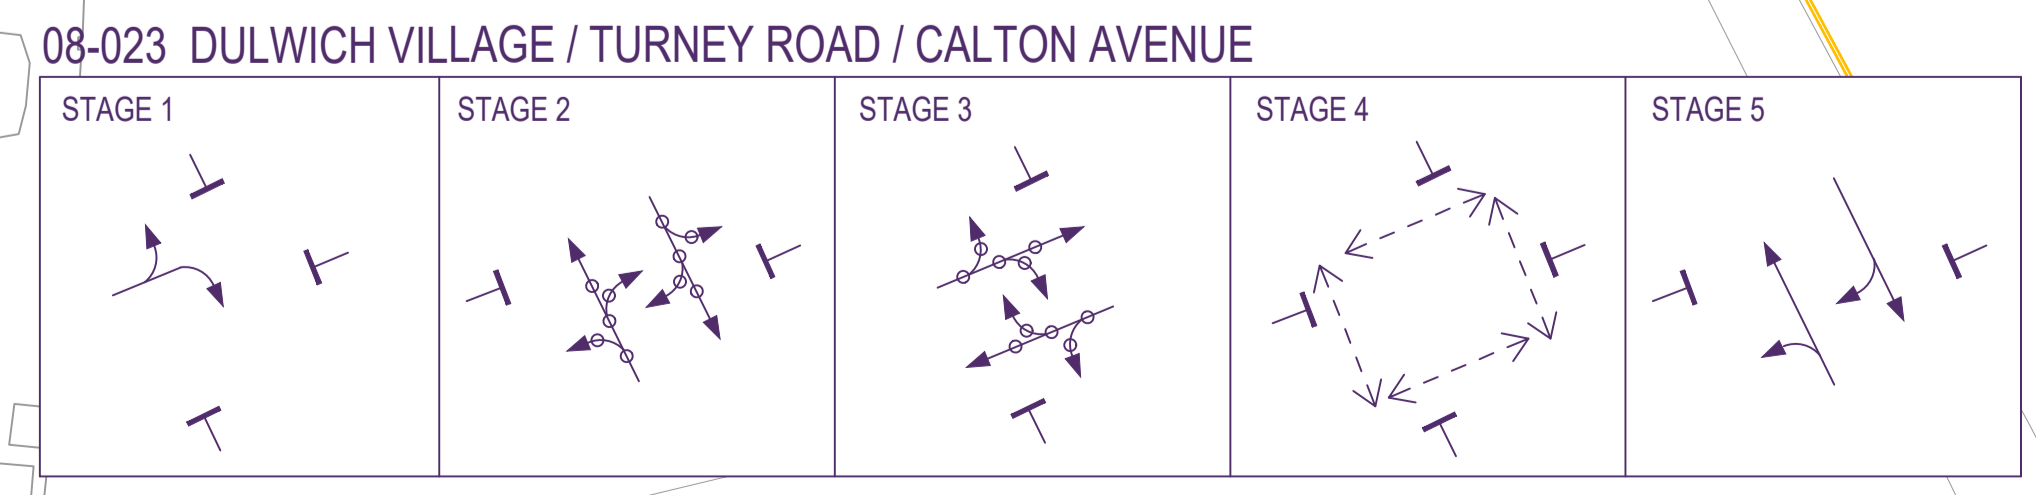 08-023 DULWICH VILLAGE / TURNEY ROAD / CALTON AVENUE
STAGE 1
STAGE 2
STAGE 3
STAGE 4
STAGE 5